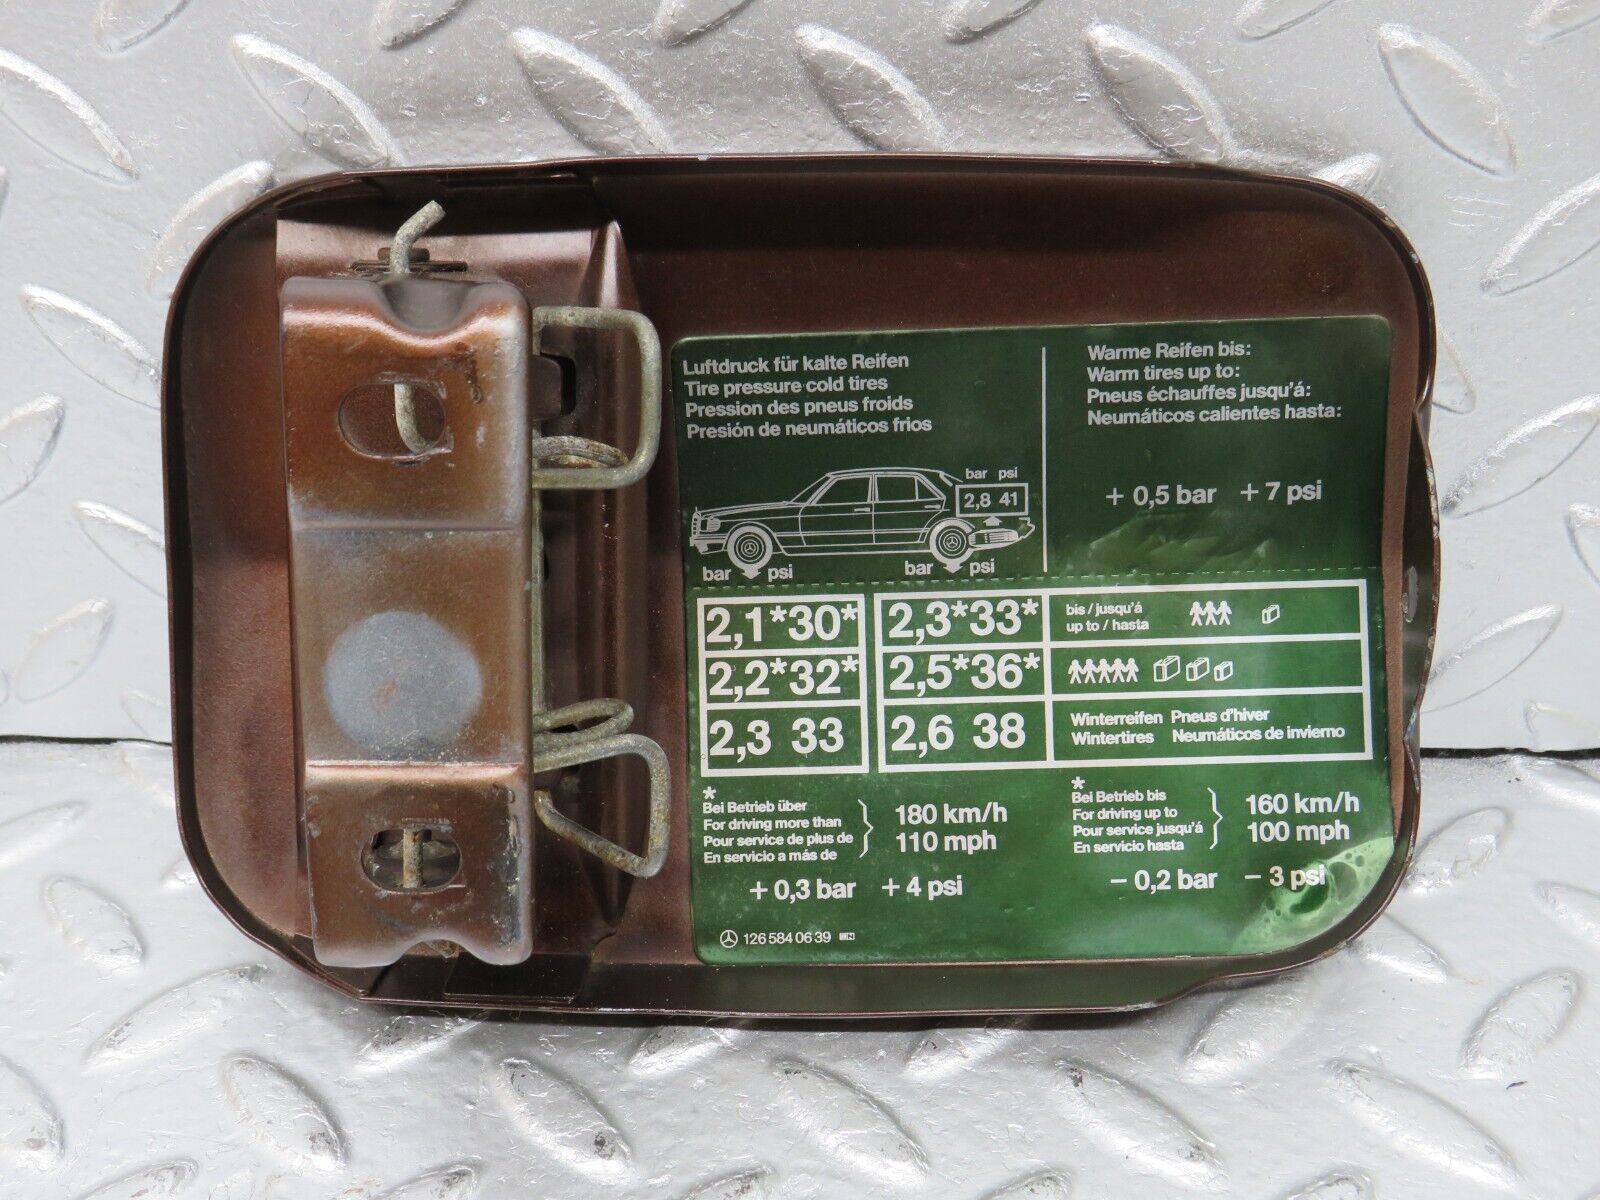 Luftdruck für kalte Reifen
Tire pressure cold tires
Pression des pneus froids
Presión de neumáticos frios
Warme Reifen bis:
Warm tires up to:
Pneus échauffes jusqu'á:
Neumáticos calientes hasta:
+ 0,5 bar + 7 psi
bar psi
2,8 41
bar psi
bar psi
2,1*30* 2,3*33* bis / jusqu'á
up to / hasta
2,2*32* 2,5*36*
2,3 33 2,6 38 Winterreifen Pneus d'hiver
Wintertires Neumáticos de invierno
*
Bei Betrieb über
For driving more than
Pour service de plus de
En servicio a más de
180 km/h
110 mph
+ 0,3 bar + 4 psi
*
Bei Betrieb bis
For driving up to
Pour service jusqu'á
En servicio hasta
160 km/h
100 mph
- 0,2 bar - 3 psi
126 584 06 39